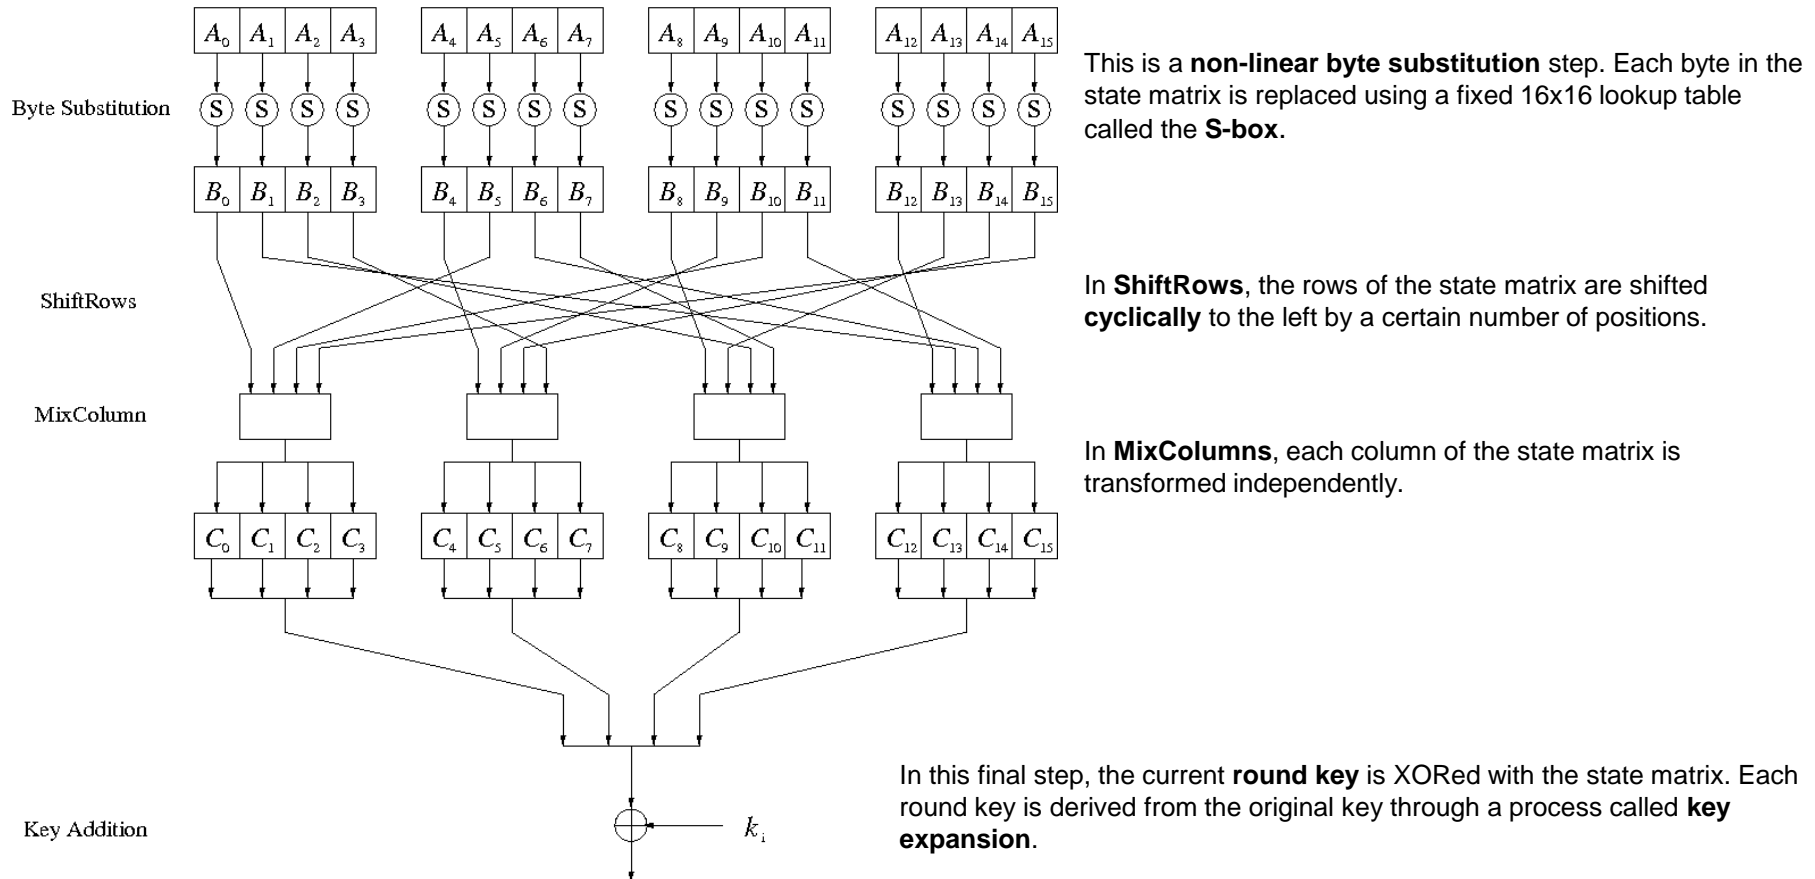 A₀ A₁ A₂ A₃ A₄ A₅ A₆ A₇ A₈ A₉ A₁₀ A₁₁ A₁₂ A₁₃ A₁₴ A₁₅
This is a non-linear byte substitution step. Each byte in the
state matrix is replaced using a fixed 16x16 lookup table
called the S-box.
Byte Substitution S S S S S S S S S S S S S S S S
B₀ B₁ B₂ B₃ B₄ B₅ B₆ B₇ B₈ B₉ B₁₀ B₁₁ B₁₂ B₁₃ B₁₄ B₁₅
ShiftRows
In ShiftRows, the rows of the state matrix are shifted
cyclically to the left by a certain number of positions.
MixColumn
In MixColumns, each column of the state matrix is
transformed independently.
C₀ C₁ C₂ C₃ C₄ C₅ C₆ C₇ C₈ C₉ C₁₀ C₁₁ C₁₂ C₁₃ C₁₄ C₁₅
In this final step, the current round key is XORed with the state matrix. Each
round key is derived from the original key through a process called key
expansion.
Key Addition
kᵢ